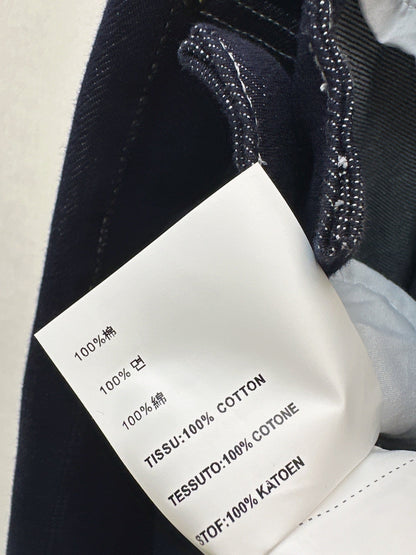 100%棉
100% 면
100%綿
TISSU:100% COTTON
TESSUTO:100% COTONE
STOF:100% KATOEN